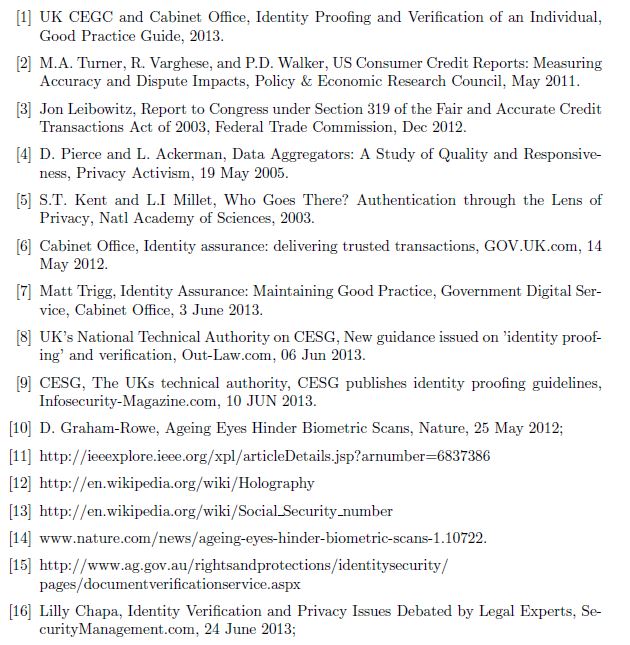 [1] UK CEGC and Cabinet Office, Identity Proofing and Verification of an Individual,
Good Practice Guide, 2013.
[2] M.A. Turner, R. Varghese, and P.D. Walker, US Consumer Credit Reports: Measuring
Accuracy and Dispute Impacts, Policy & Economic Research Council, May 2011.
[3] Jon Leibowitz, Report to Congress under Section 319 of the Fair and Accurate Credit
Transactions Act of 2003, Federal Trade Commission, Dec 2012.
[4] D. Pierce and L. Ackerman, Data Aggregators: A Study of Quality and Responsive-
ness, Privacy Activism, 19 May 2005.
[5] S.T. Kent and L.I Millet, Who Goes There? Authentication through the Lens of
Privacy, Natl Academy of Sciences, 2003.
[6] Cabinet Office, Identity assurance: delivering trusted transactions, GOV.UK.com, 14
May 2012.
[7] Matt Trigg, Identity Assurance: Maintaining Good Practice, Government Digital Ser-
vice, Cabinet Office, 3 June 2013.
[8] UK's National Technical Authority on CESG, New guidance issued on 'identity proof-
ing' and verification, Out-Law.com, 06 Jun 2013.
[9] CESG, The UKs technical authority, CESG publishes identity proofing guidelines,
Infosecurity-Magazine.com, 10 JUN 2013.
[10] D. Graham-Rowe, Ageing Eyes Hinder Biometric Scans, Nature, 25 May 2012;
[11] http://ieeexplore.ieee.org/xpl/articleDetails.jsp?arnumber=6837386
[12] http://en.wikipedia.org/wiki/Holography
[13] http://en.wikipedia.org/wiki/Social_Security_number
[14] www.nature.com/news/ageing-eyes-hinder-biometric-scans-1.10722.
[15] http://www.ag.gov.au/rightsandprotections/identitysecurity/
pages/documentverificationservice.aspx
[16] Lilly Chapa, Identity Verification and Privacy Issues Debated by Legal Experts, Se-
curityManagement.com, 24 June 2013;